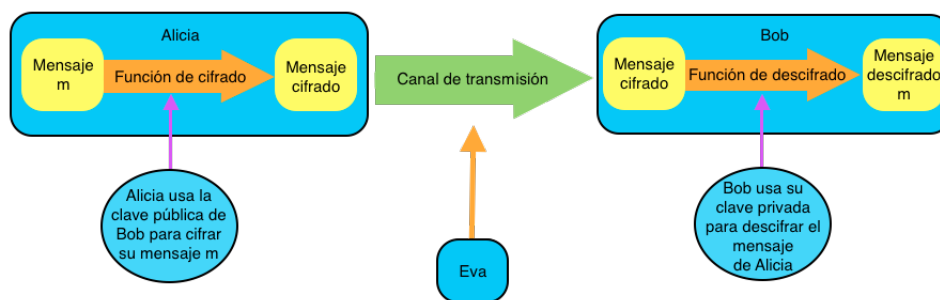 Alicia
Mensaje
m
Función de cifrado
Mensaje
cifrado
Canal de transmisión
Bob
Mensaje
cifrado
Función de descifrado
Mensaje
descifrado
m
Alicia usa la
clave pública de
Bob para cifrar
su mensaje m
Eva
Bob usa su
clave privada
para descifrar el
mensaje
de Alicia